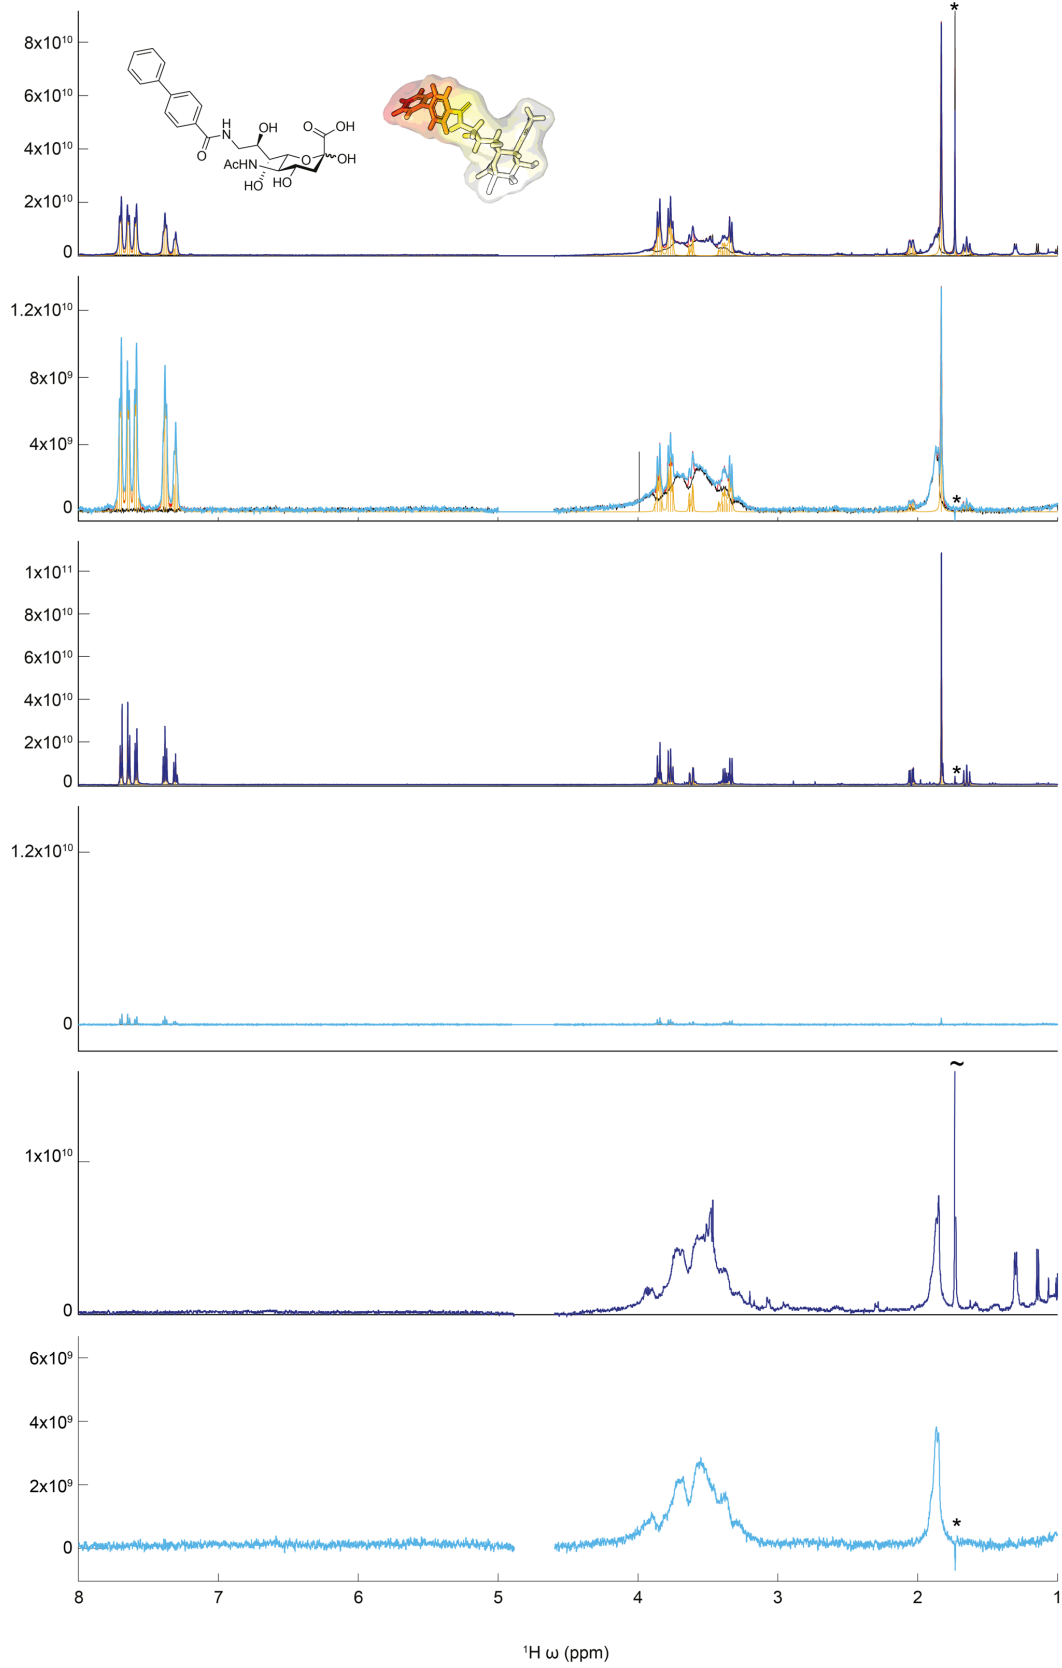 *
8x10¹⁰
6x10¹⁰
4x10¹⁰
2x10¹⁰
0
H
N
OH
O
OH
O
O
OH
AcHN
HO
OH
HO
1.2x10¹⁰
8x10⁹
4x10⁹
0
*
1x10¹¹
8x10¹⁰
6x10¹⁰
4x10¹⁰
2x10¹⁰
0
*
1.2x10¹⁰
0
~
1x10¹⁰
0
6x10⁹
4x10⁹
2x10⁹
0
*
8 7 6 5 4 3 2 1
¹H ω (ppm)